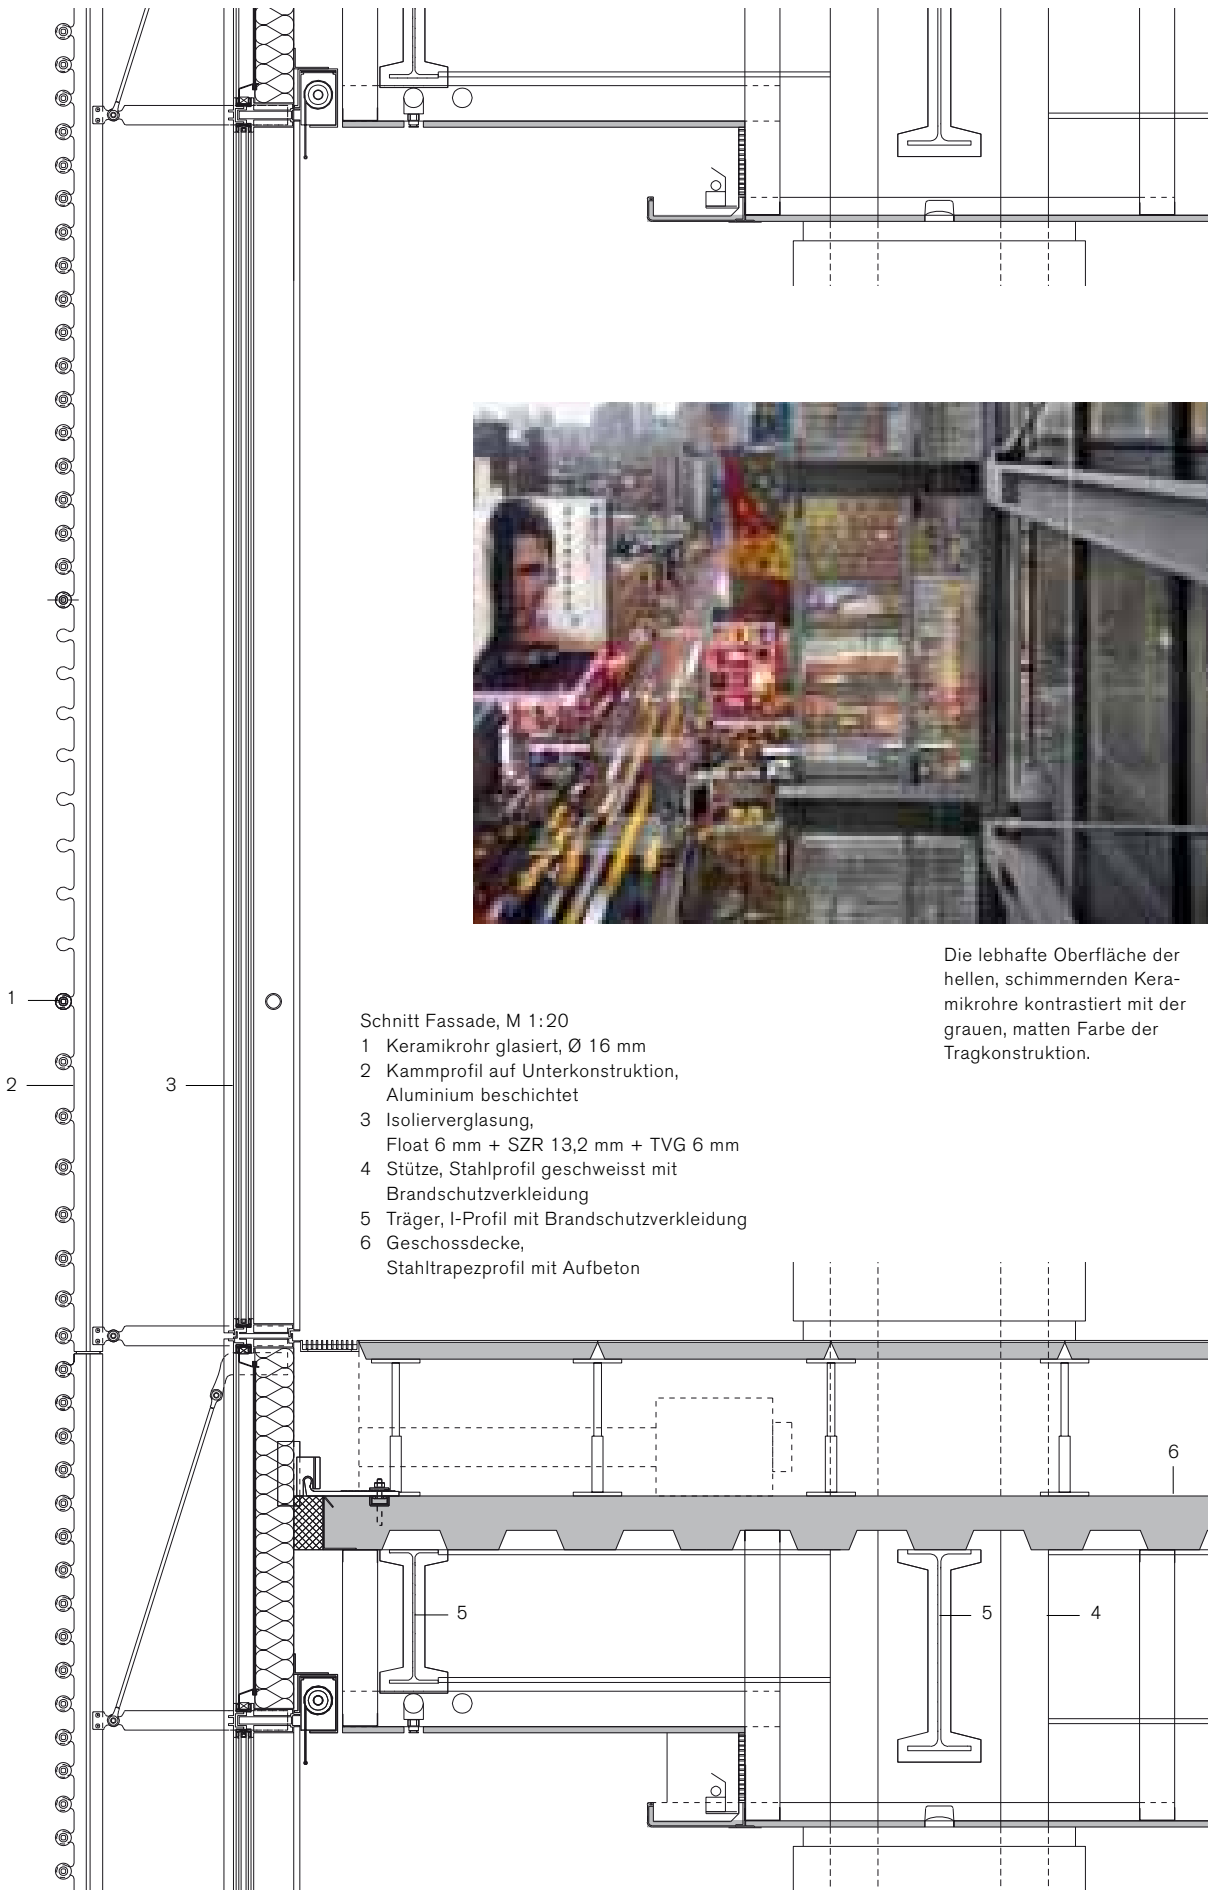 Die lebhafte Oberfläche der
hellen, schimmernden Kera-
mikrohre kontrastiert mit der
grauen, matten Farbe der
Tragkonstruktion.
1
2
3
Schnitt Fassade, M 1:20
1 Keramikrohr glasiert, Ø 16 mm
2 Kammprofil auf Unterkonstruktion,
Aluminium beschichtet
3 Isolierverglasung,
Float 6 mm + SZR 13,2 mm + TVG 6 mm
4 Stütze, Stahlprofil geschweisst mit
Brandschutzverkleidung
5 Träger, I-Profil mit Brandschutzverkleidung
6 Geschossdecke,
Stahltrapezprofil mit Aufbeton
6
5
5
4